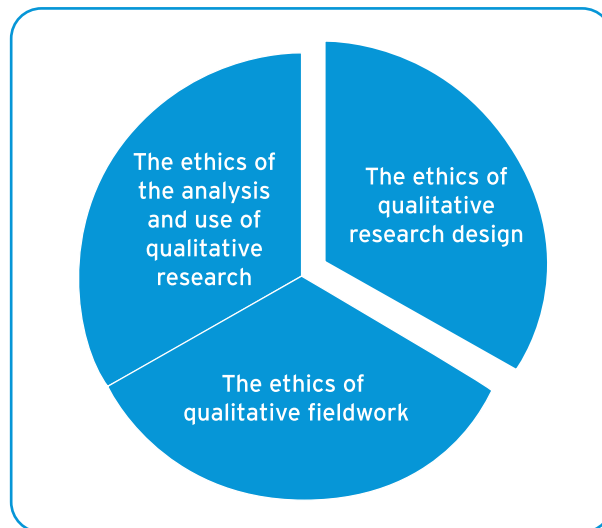 The ethics of
the analysis
and use of
qualitative
research
The ethics of
qualitative
research design
The ethics of
qualitative fieldwork